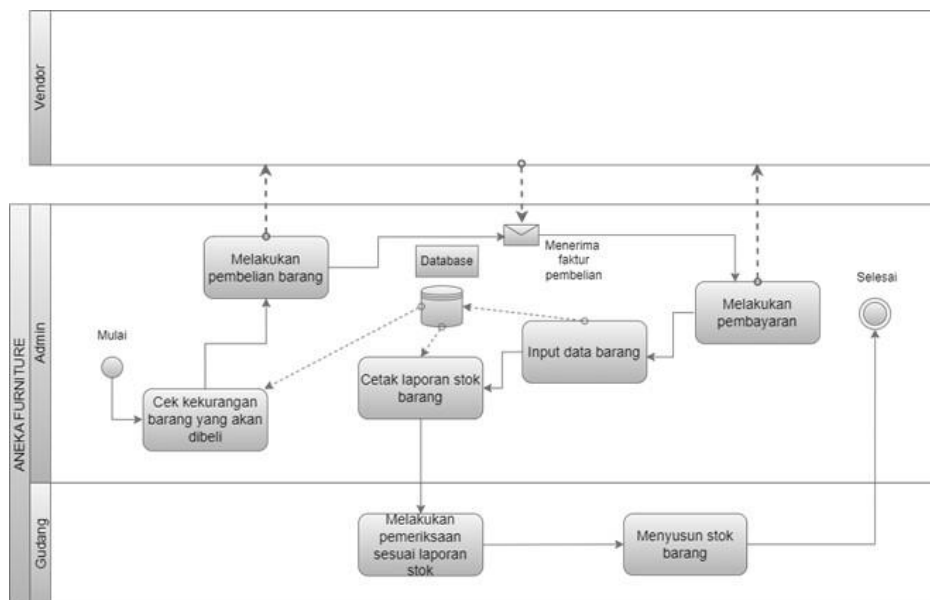 Vendor
ANEKA FURNITURE
Admin
Mulai
Cek kekurangan
barang yang akan
dibeli
Melakukan
pembelian barang
Database
Menerima
faktur
pembelian
Melakukan
pembayaran
Input data barang
Cetak laporan stok
barang
Selesai
Gudang
Melakukan
pemeriksaan
sesuai laporan
stok
Menyusun stok
barang